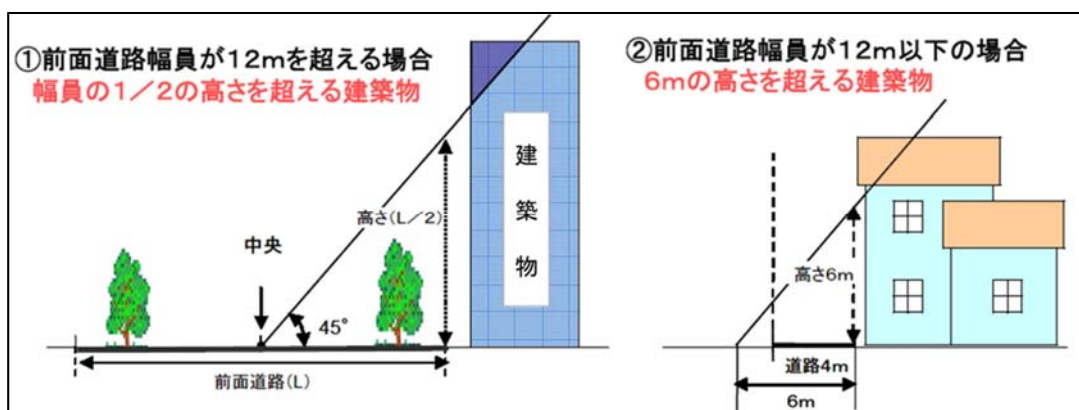 ①前面道路幅員が12mを超える場合
幅員の1/2の高さを超える建築物
建築物
高さ(L/2)
中央
45°
前面道路(L)
②前面道路幅員が12m以下の場合
6mの高さを超える建築物
高さ6m
道路4m
6m